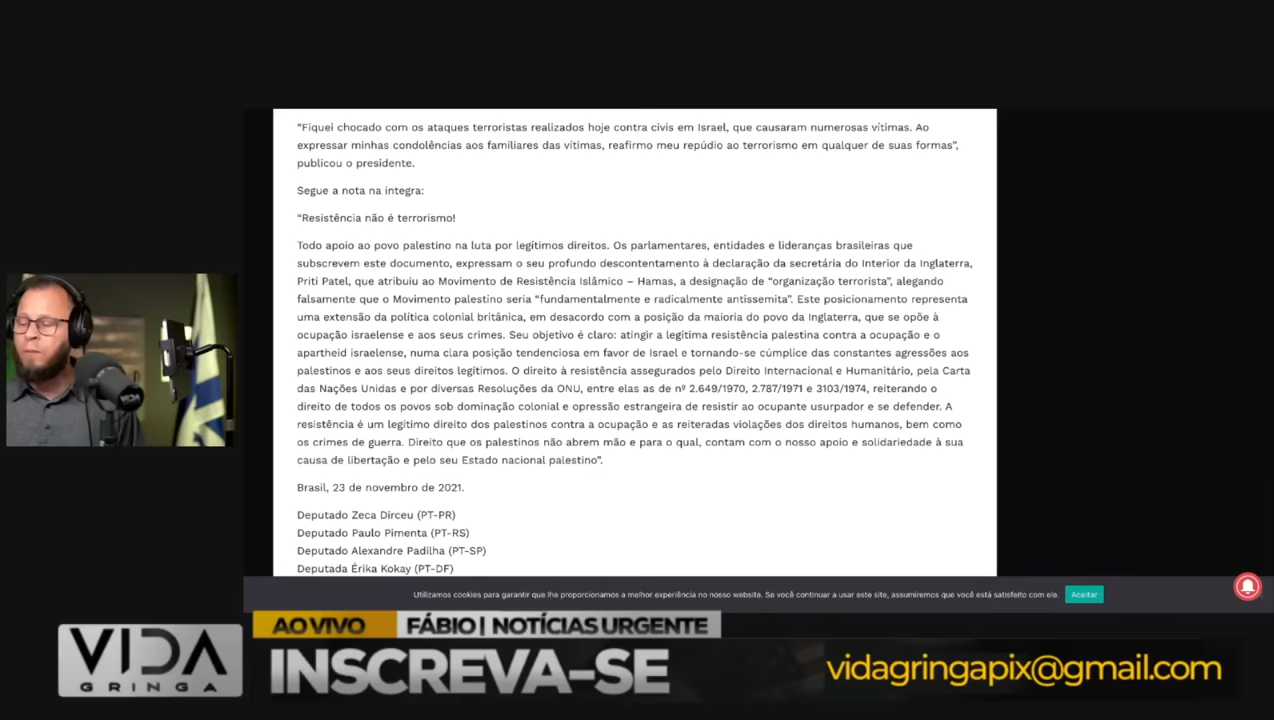 “Fiquei chocado com os ataques terroristas realizados hoje contra civis em Israel, que causaram numerosas vítimas. Ao
expressar minhas condolências aos familiares das vítimas, reafirmo meu repúdio ao terrorismo em qualquer de suas formas”,
publicou o presidente.
Segue a nota na integra:
“Resistência não é terrorismo!
Todo apoio ao povo palestino na luta por legítimos direitos. Os parlamentares, entidades e lideranças brasileiras que
subscrevem este documento, expressam o seu profundo descontentamento à declaração da secretária do Interior da Inglaterra,
Priti Patel, que atribuiu ao Movimento de Resistência Islâmico – Hamas, a designação de “organização terrorista”, alegando
falsamente que o Movimento palestino seria “fundamentalmente e radicalmente antissemita”. Este posicionamento representa
uma extensão da política colonial britânica, em desacordo com a posição da maioria do povo da Inglaterra, que se opõe à
ocupação israelense e aos seus crimes. Seu objetivo é claro: atingir a legítima resistência palestina contra a ocupação e o
apartheid israelense, numa clara posição tendenciosa em favor de Israel e tornando-se cúmplice das constantes agressões aos
palestinos e aos seus direitos legítimos. O direito à resistência assegurados pelo Direito Internacional e Humanitário, pela Carta
das Nações Unidas e por diversas Resoluções da ONU, entre elas as de nº 2.649/1970, 2.787/1971 e 3103/1974, reiterando o
direito de todos os povos sob dominação colonial e opressão estrangeira de resistir ao ocupante usurpador e se defender. A
resistência é um legítimo direito dos palestinos contra a ocupação e as reiteradas violações dos direitos humanos, bem como
os crimes de guerra. Direito que os palestinos não abrem mão e para o qual, contam com o nosso apoio e solidariedade à sua
causa de libertação e pelo seu Estado nacional palestino”.
Brasil, 23 de novembro de 2021.
Deputado Zeca Dirceu (PT-PR)
Deputado Paulo Pimenta (PT-RS)
Deputado Alexandre Padilha (PT-SP)
Deputada Érika Kokay (PT-DF)
Utilizamos cookies para garantir que lhe proporcionamos a melhor experiência no nosso website. Se você continuar a usar este site, assumiremos que você está satisfeito com ele.
Aceitar
AO VIVO
FÁBIO | NOTÍCIAS URGENTE
VIDA
GRINGA
INSCREVA-SE
vidagringapix@gmail.com